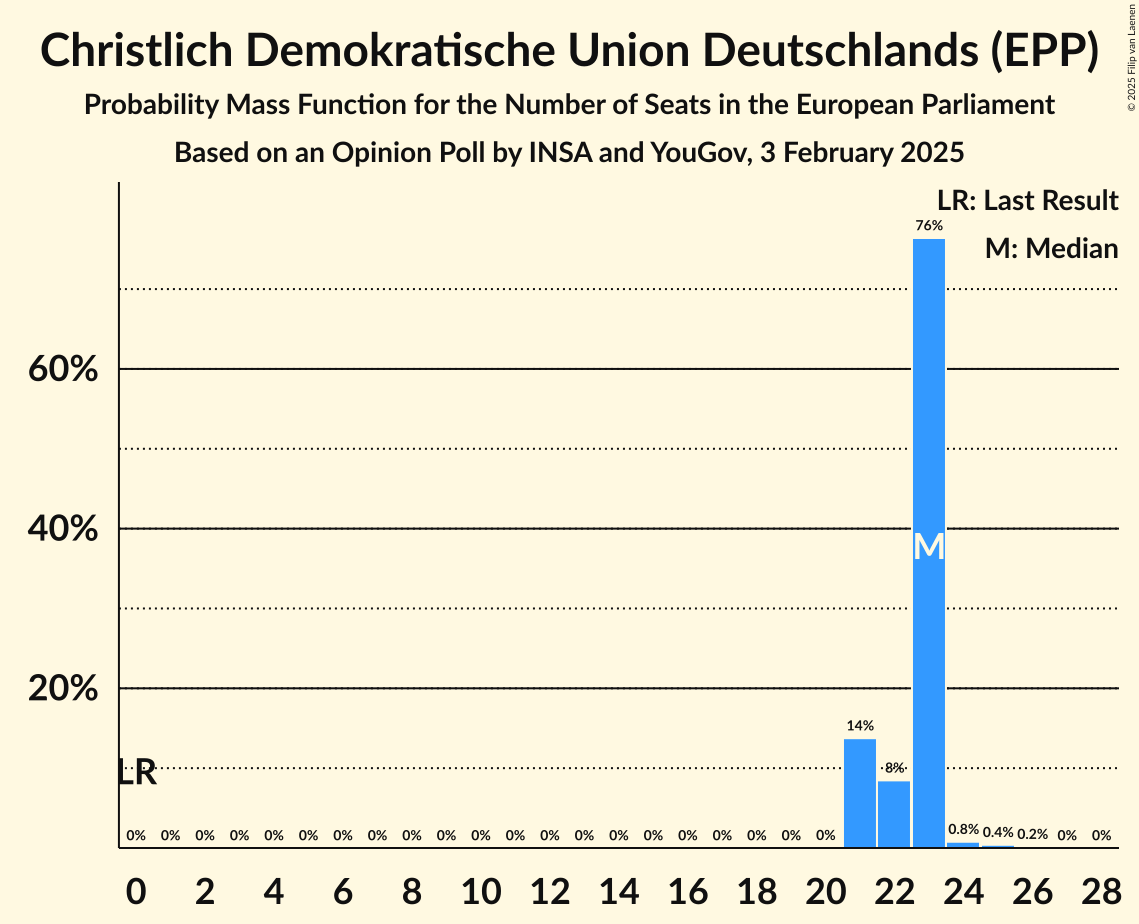 Christlich Demokratische Union Deutschlands (EPP)
Probability Mass Function for the Number of Seats in the European Parliament
Based on an Opinion Poll by INSA and YouGov, 3 February 2025
© 2025 Filip van Laenen
LR: Last Result
M: Median
76%
60%
40%
M
20%
14%
8%
LR
0% 0% 0% 0% 0% 0% 0% 0% 0% 0% 0% 0% 0% 0% 0% 0% 0% 0% 0% 0% 0% 0.8% 0.4% 0.2% 0% 0%
0 2 4 6 8 10 12 14 16 18 20 22 24 26 28